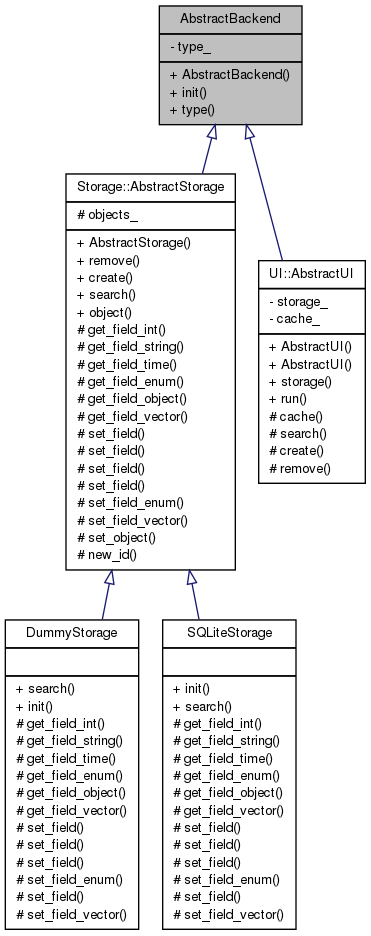 AbstractBackend
- type_
+ AbstractBackend()
+ init()
+ type()
Storage::AbstractStorage
# objects_
+ AbstractStorage()
+ remove()
+ create()
+ search()
+ object()
# get_field_int()
# get_field_string()
# get_field_time()
# get_field_enum()
# get_field_object()
# get_field_vector()
# set_field()
# set_field()
# set_field()
# set_field()
# set_field_enum()
# set_field_vector()
# set_object()
# new_id()
UI::AbstractUI
- storage_
- cache_
+ AbstractUI()
+ AbstractUI()
+ storage()
+ run()
# cache()
# search()
# create()
# remove()
DummyStorage
+ search()
+ init()
# get_field_int()
# get_field_string()
# get_field_time()
# get_field_enum()
# get_field_object()
# get_field_vector()
# set_field()
# set_field()
# set_field()
# set_field_enum()
# set_field()
# set_field_vector()
SQLiteStorage
+ init()
+ search()
# get_field_int()
# get_field_string()
# get_field_time()
# get_field_enum()
# get_field_object()
# get_field_vector()
# set_field()
# set_field()
# set_field()
# set_field_enum()
# set_field()
# set_field_vector()